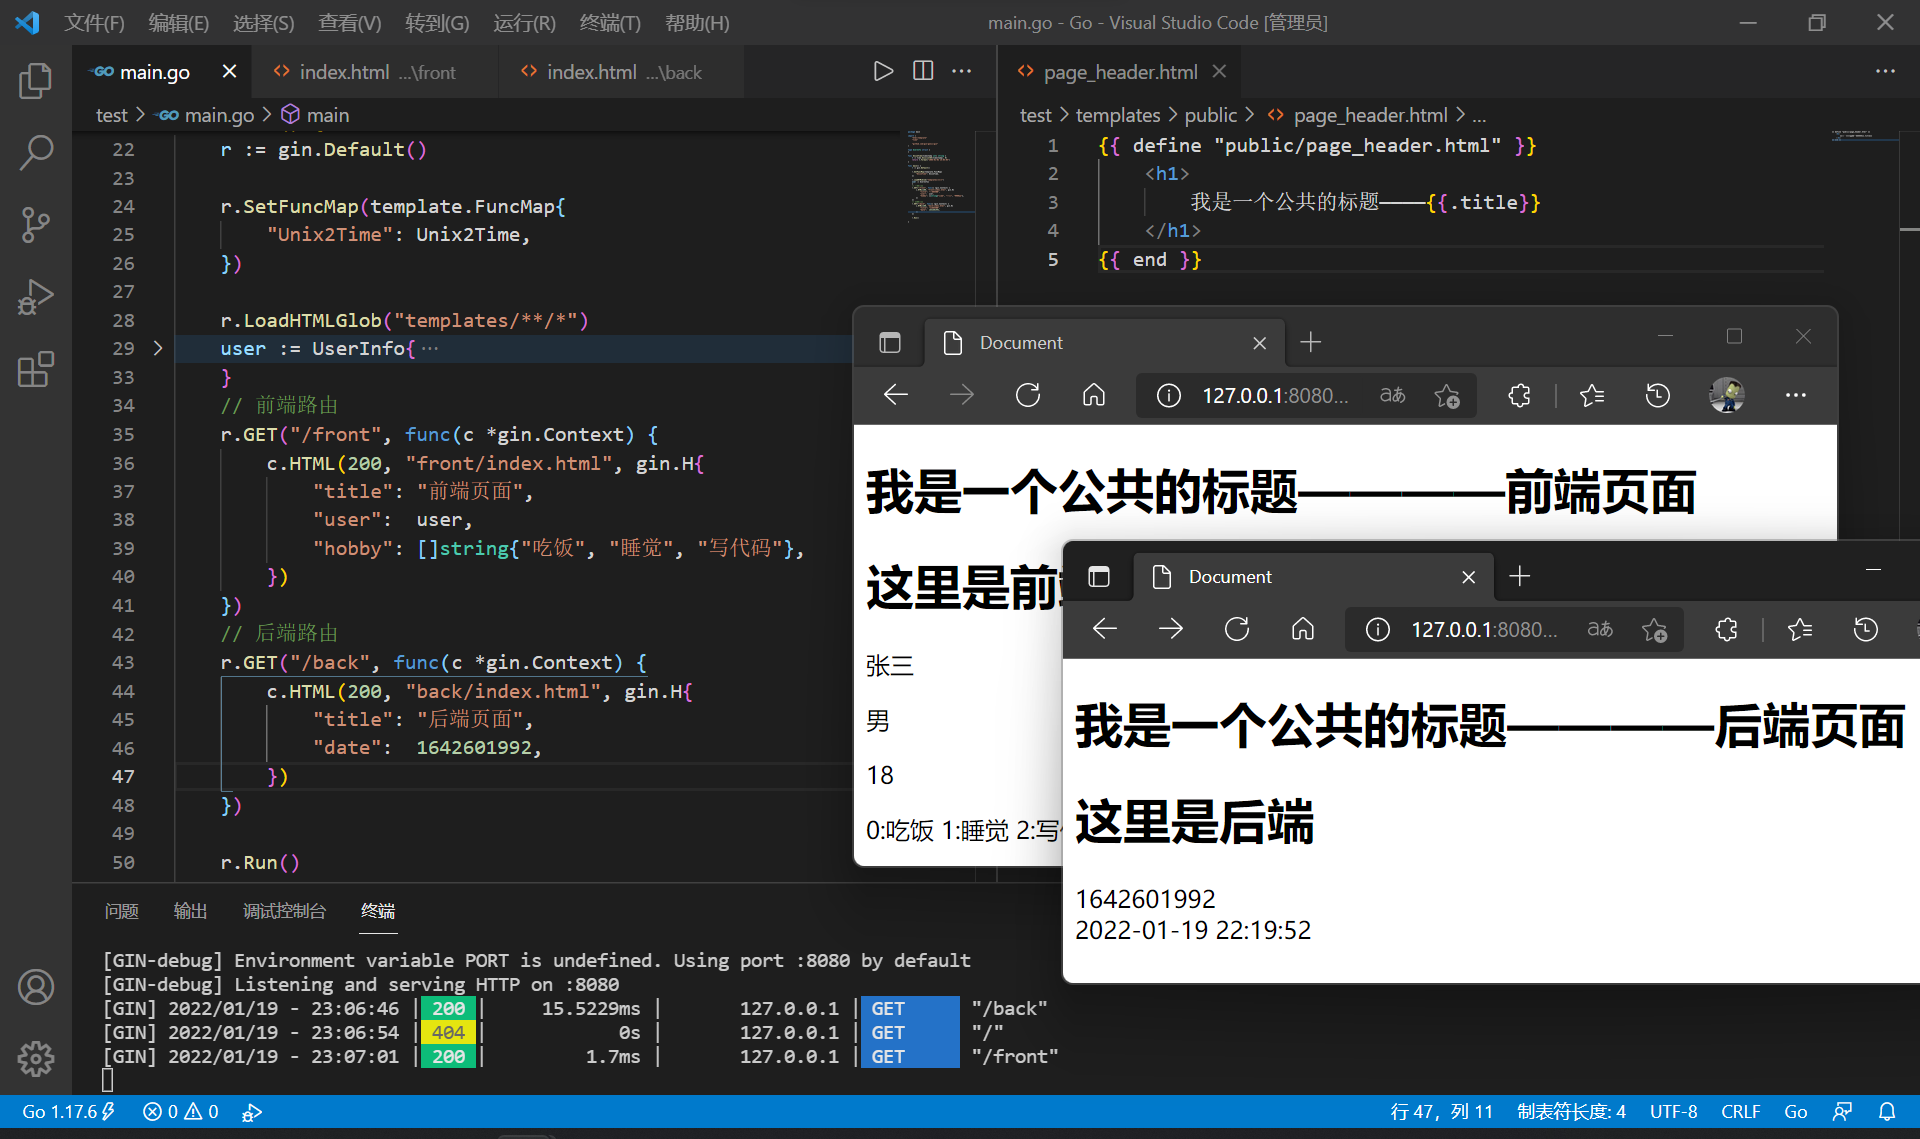 文件(F) 编辑(E) 选择(S) 查看(V) 转到(G) 运行(R) 终端(T) 帮助(H) main.go - Go - Visual Studio Code [管理员]
main.go index.html ...\front index.html ...\back
test > main.go > main
22 r := gin.Default()
23
24 r.SetFuncMap(template.FuncMap{
25 "Unix2Time": Unix2Time,
26 })
27
28 r.LoadHTMLGlob("templates/**/*")
29 user := UserInfo{ ···
33 }
34 // 前端路由
35 r.GET("/front", func(c *gin.Context) {
36 c.HTML(200, "front/index.html", gin.H{
37 "title": "前端页面",
38 "user":  user,
39 "hobby": []string{"吃饭", "睡觉", "写代码"},
40 })
41 })
42 // 后端路由
43 r.GET("/back", func(c *gin.Context) {
44 c.HTML(200, "back/index.html", gin.H{
45 "title": "后端页面",
46 "date":  1642601992,
47 })
48 })
49
50 r.Run()
page_header.html
test > templates > public > page_header.html > ...
1 {{ define "public/page_header.html" }}
2 <h1>
3 我是一个公共的标题————{{.title}}
4 </h1>
5 {{ end }}
Document
127.0.0.1:8080...
我是一个公共的标题————前端页面
这里是前
张三
男
18
0:吃饭 1:睡觉 2:写
Document
127.0.0.1:8080...
我是一个公共的标题————后端页面
这里是后端
1642601992
2022-01-19 22:19:52
问题 输出 调试控制台 终端
[GIN-debug] Environment variable PORT is undefined. Using port :8080 by default
[GIN-debug] Listening and serving HTTP on :8080
[GIN] 2022/01/19 - 23:06:46 | 200 | 15.5229ms | 127.0.0.1 | GET "/back"
[GIN] 2022/01/19 - 23:06:54 | 404 | 0s | 127.0.0.1 | GET "/"
[GIN] 2022/01/19 - 23:07:01 | 200 | 1.7ms | 127.0.0.1 | GET "/front"
Go 1.17.6 0 0 行 47, 列 11 制表符长度: 4 UTF-8 CRLF Go